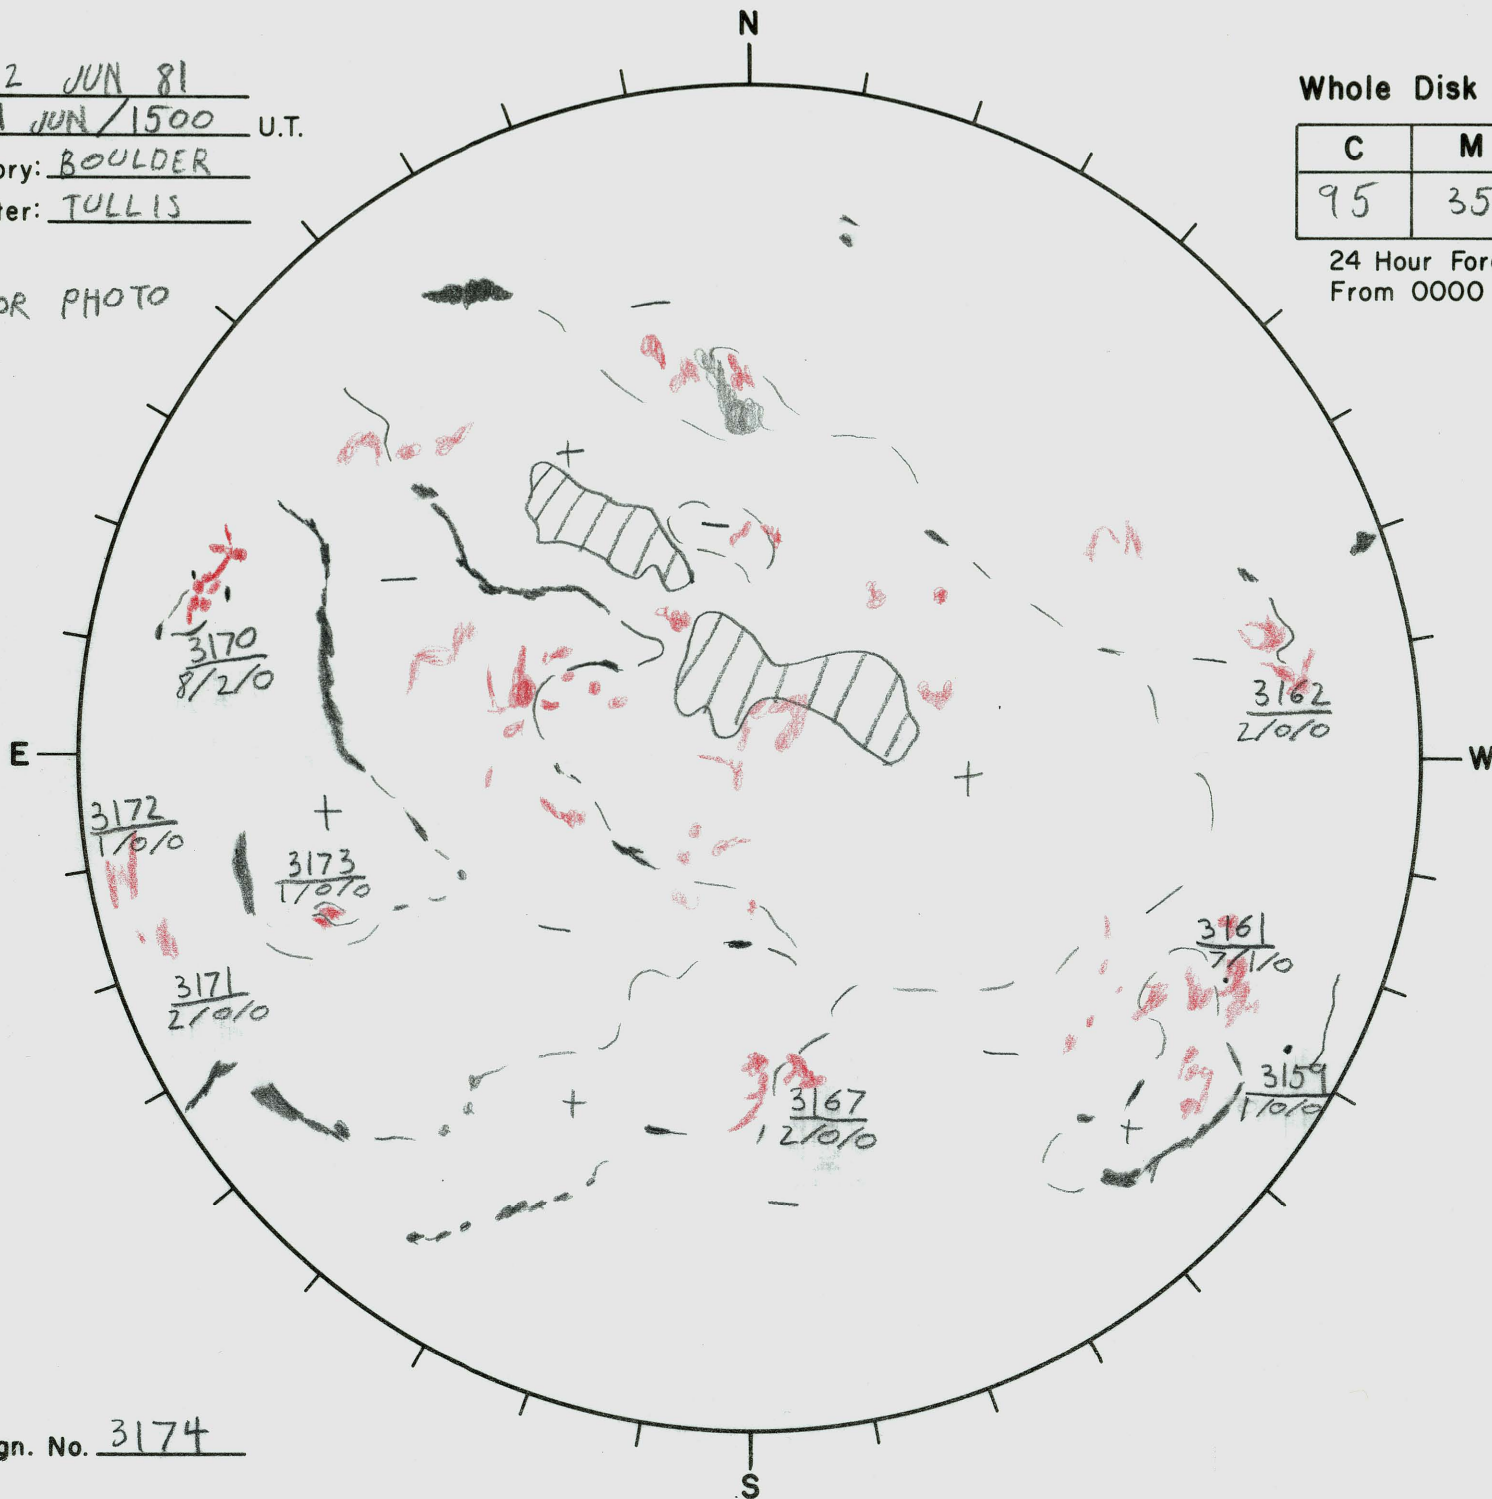 N
2 JUN 81
JUN/1500 U.T.
ory: BOULDER
ter: TULLIS
OR PHOTO
Whole Disk
C M
95 35
24 Hour Fore
From 0000
3170
8/2/0
3162
2/0/0
E
W
3172
1/0/0
3173
1/0/0
3161
7/1/0
3171
2/0/0
3159
1/0/0
3167
2/0/0
gn. No. 3174
S